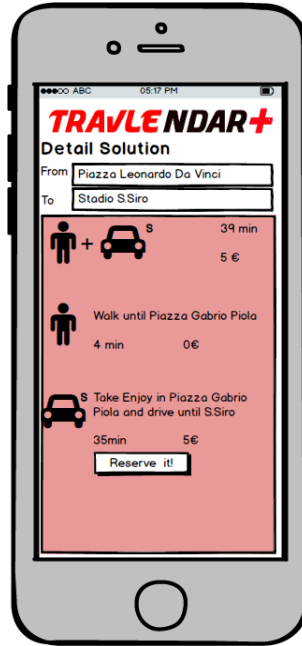 ABC 05:17 PM
TRAVLENDAR+
Detail Solution
From Piazza Leonardo Da Vinci
To Stadio S.Siro
+ S 39 min
5 €
Walk until Piazza Gabrio Piola
4 min 0€
S Take Enjoy in Piazza Gabrio
Piola and drive until S.Siro
35min 5€
Reserve it!